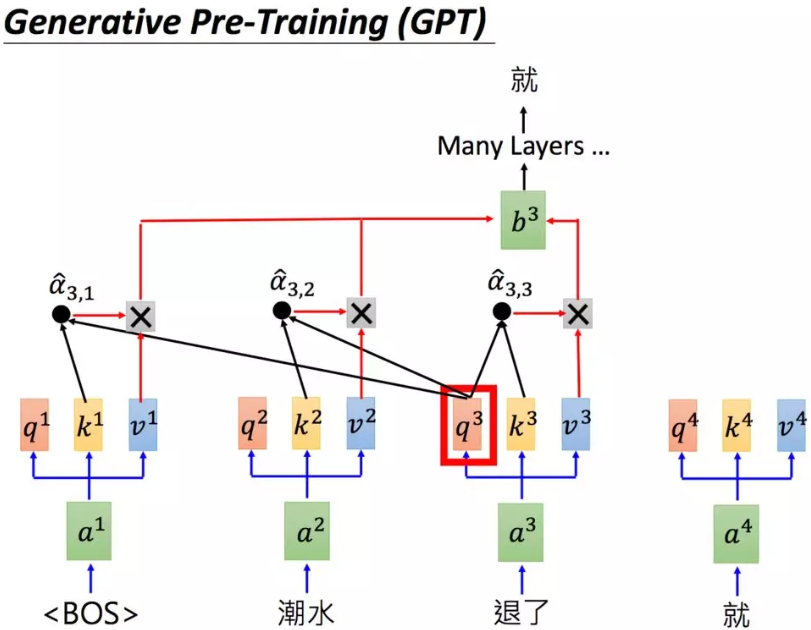 Generative Pre-Training (GPT)
就
Many Layers ...
b³
α̂₃,₁ α̂₃,₂ α̂₃,₃
× × ×
q¹ k¹ v¹ q² k² v² q³ k³ v³ q⁴ k⁴ v⁴
a¹ a² a³ a⁴
<BOS> 潮水 退了 就